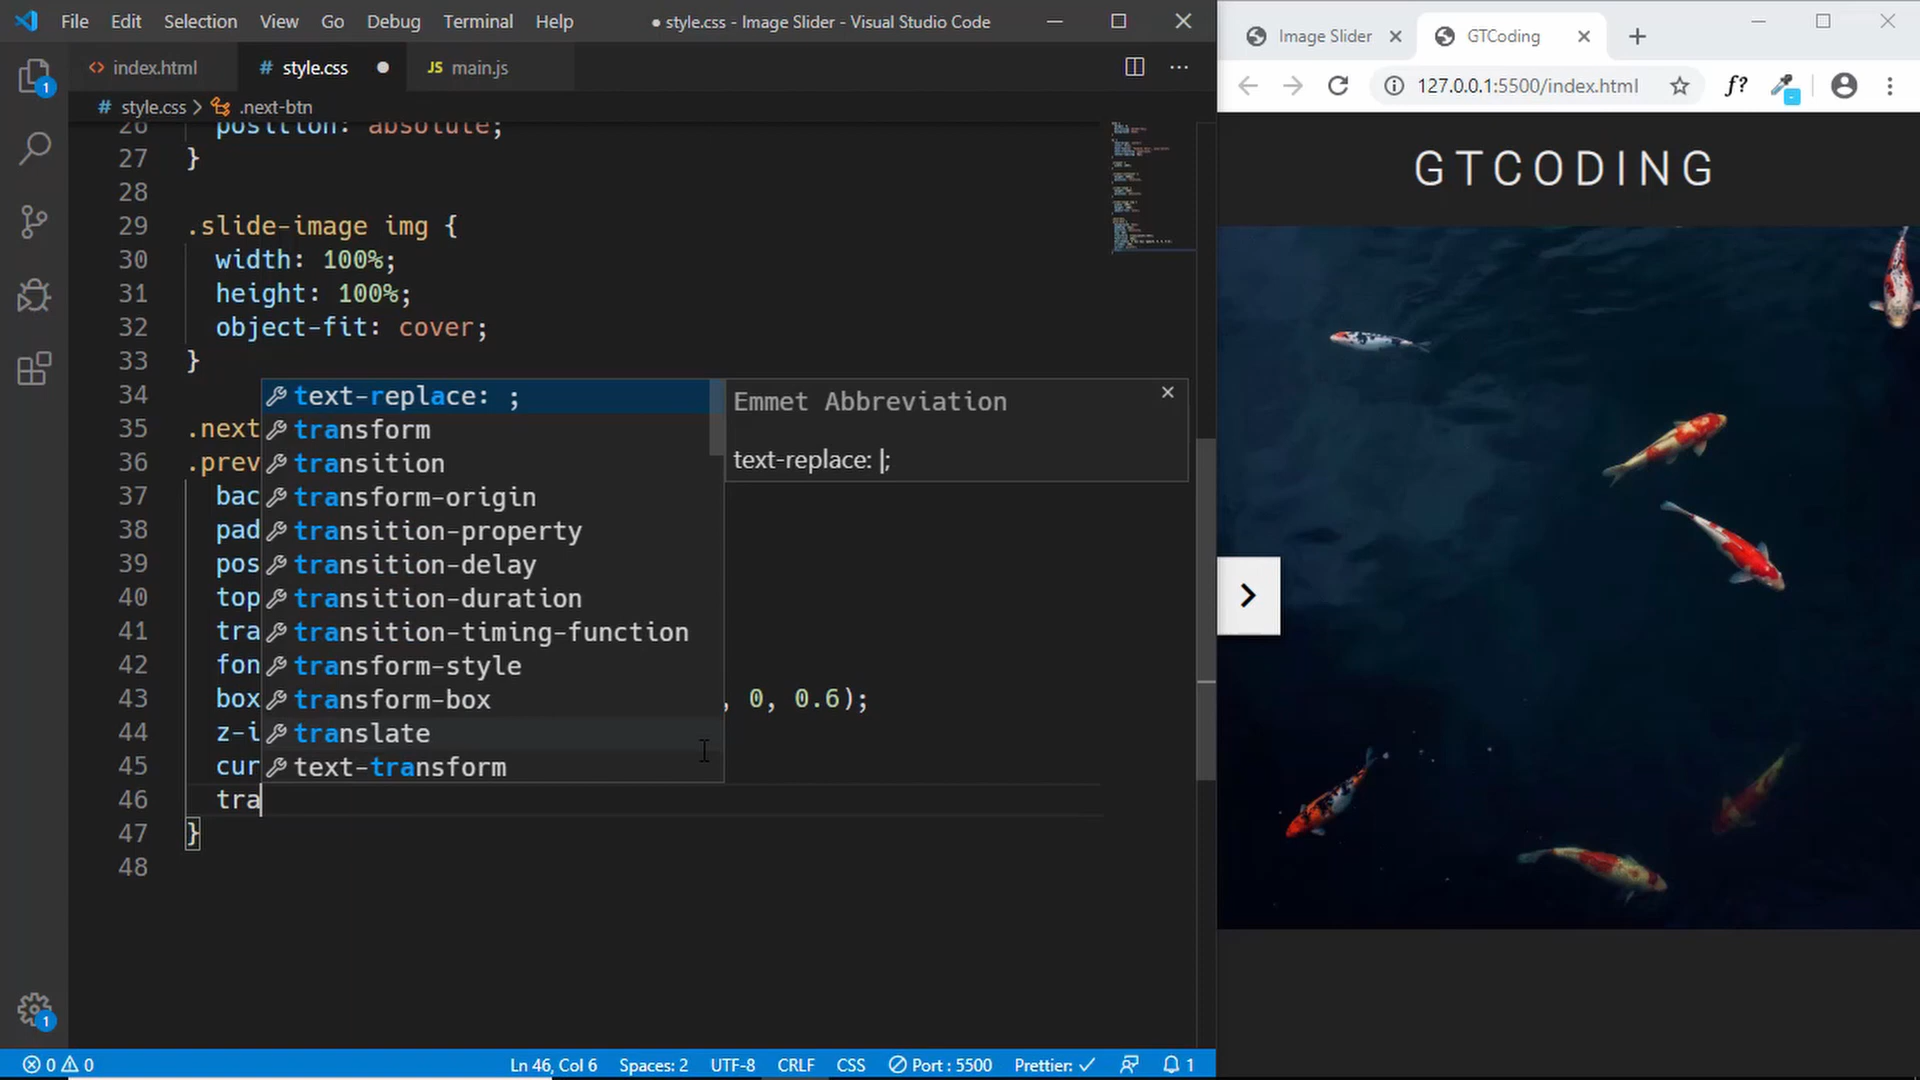 File Edit Selection View Go Debug Terminal Help
● style.css - Image Slider - Visual Studio Code
index.html
# style.css ●
JS main.js
# style.css > .next-btn
26 position: absolute;
27 }
28
29 .slide-image img {
30 width: 100%;
31 height: 100%;
32 object-fit: cover;
33 }
34
35 .next
36 .prev
37 bac
38 pad
39 pos
40 top
41 tra
42 fon
43 box , 0, 0.6);
44 z-i
45 cur
46 tra
47 }
48
text-replace: ;
transform
transition
transform-origin
transition-property
transition-delay
transition-duration
transition-timing-function
transform-style
transform-box
translate
text-transform
Emmet Abbreviation
text-replace: |;
1
1
0 0
Ln 46, Col 6 Spaces: 2 UTF-8 CRLF CSS Port : 5500 Prettier: ✓ 1
Image Slider
GTCoding
127.0.0.1:5500/index.html
f?
GTCODING